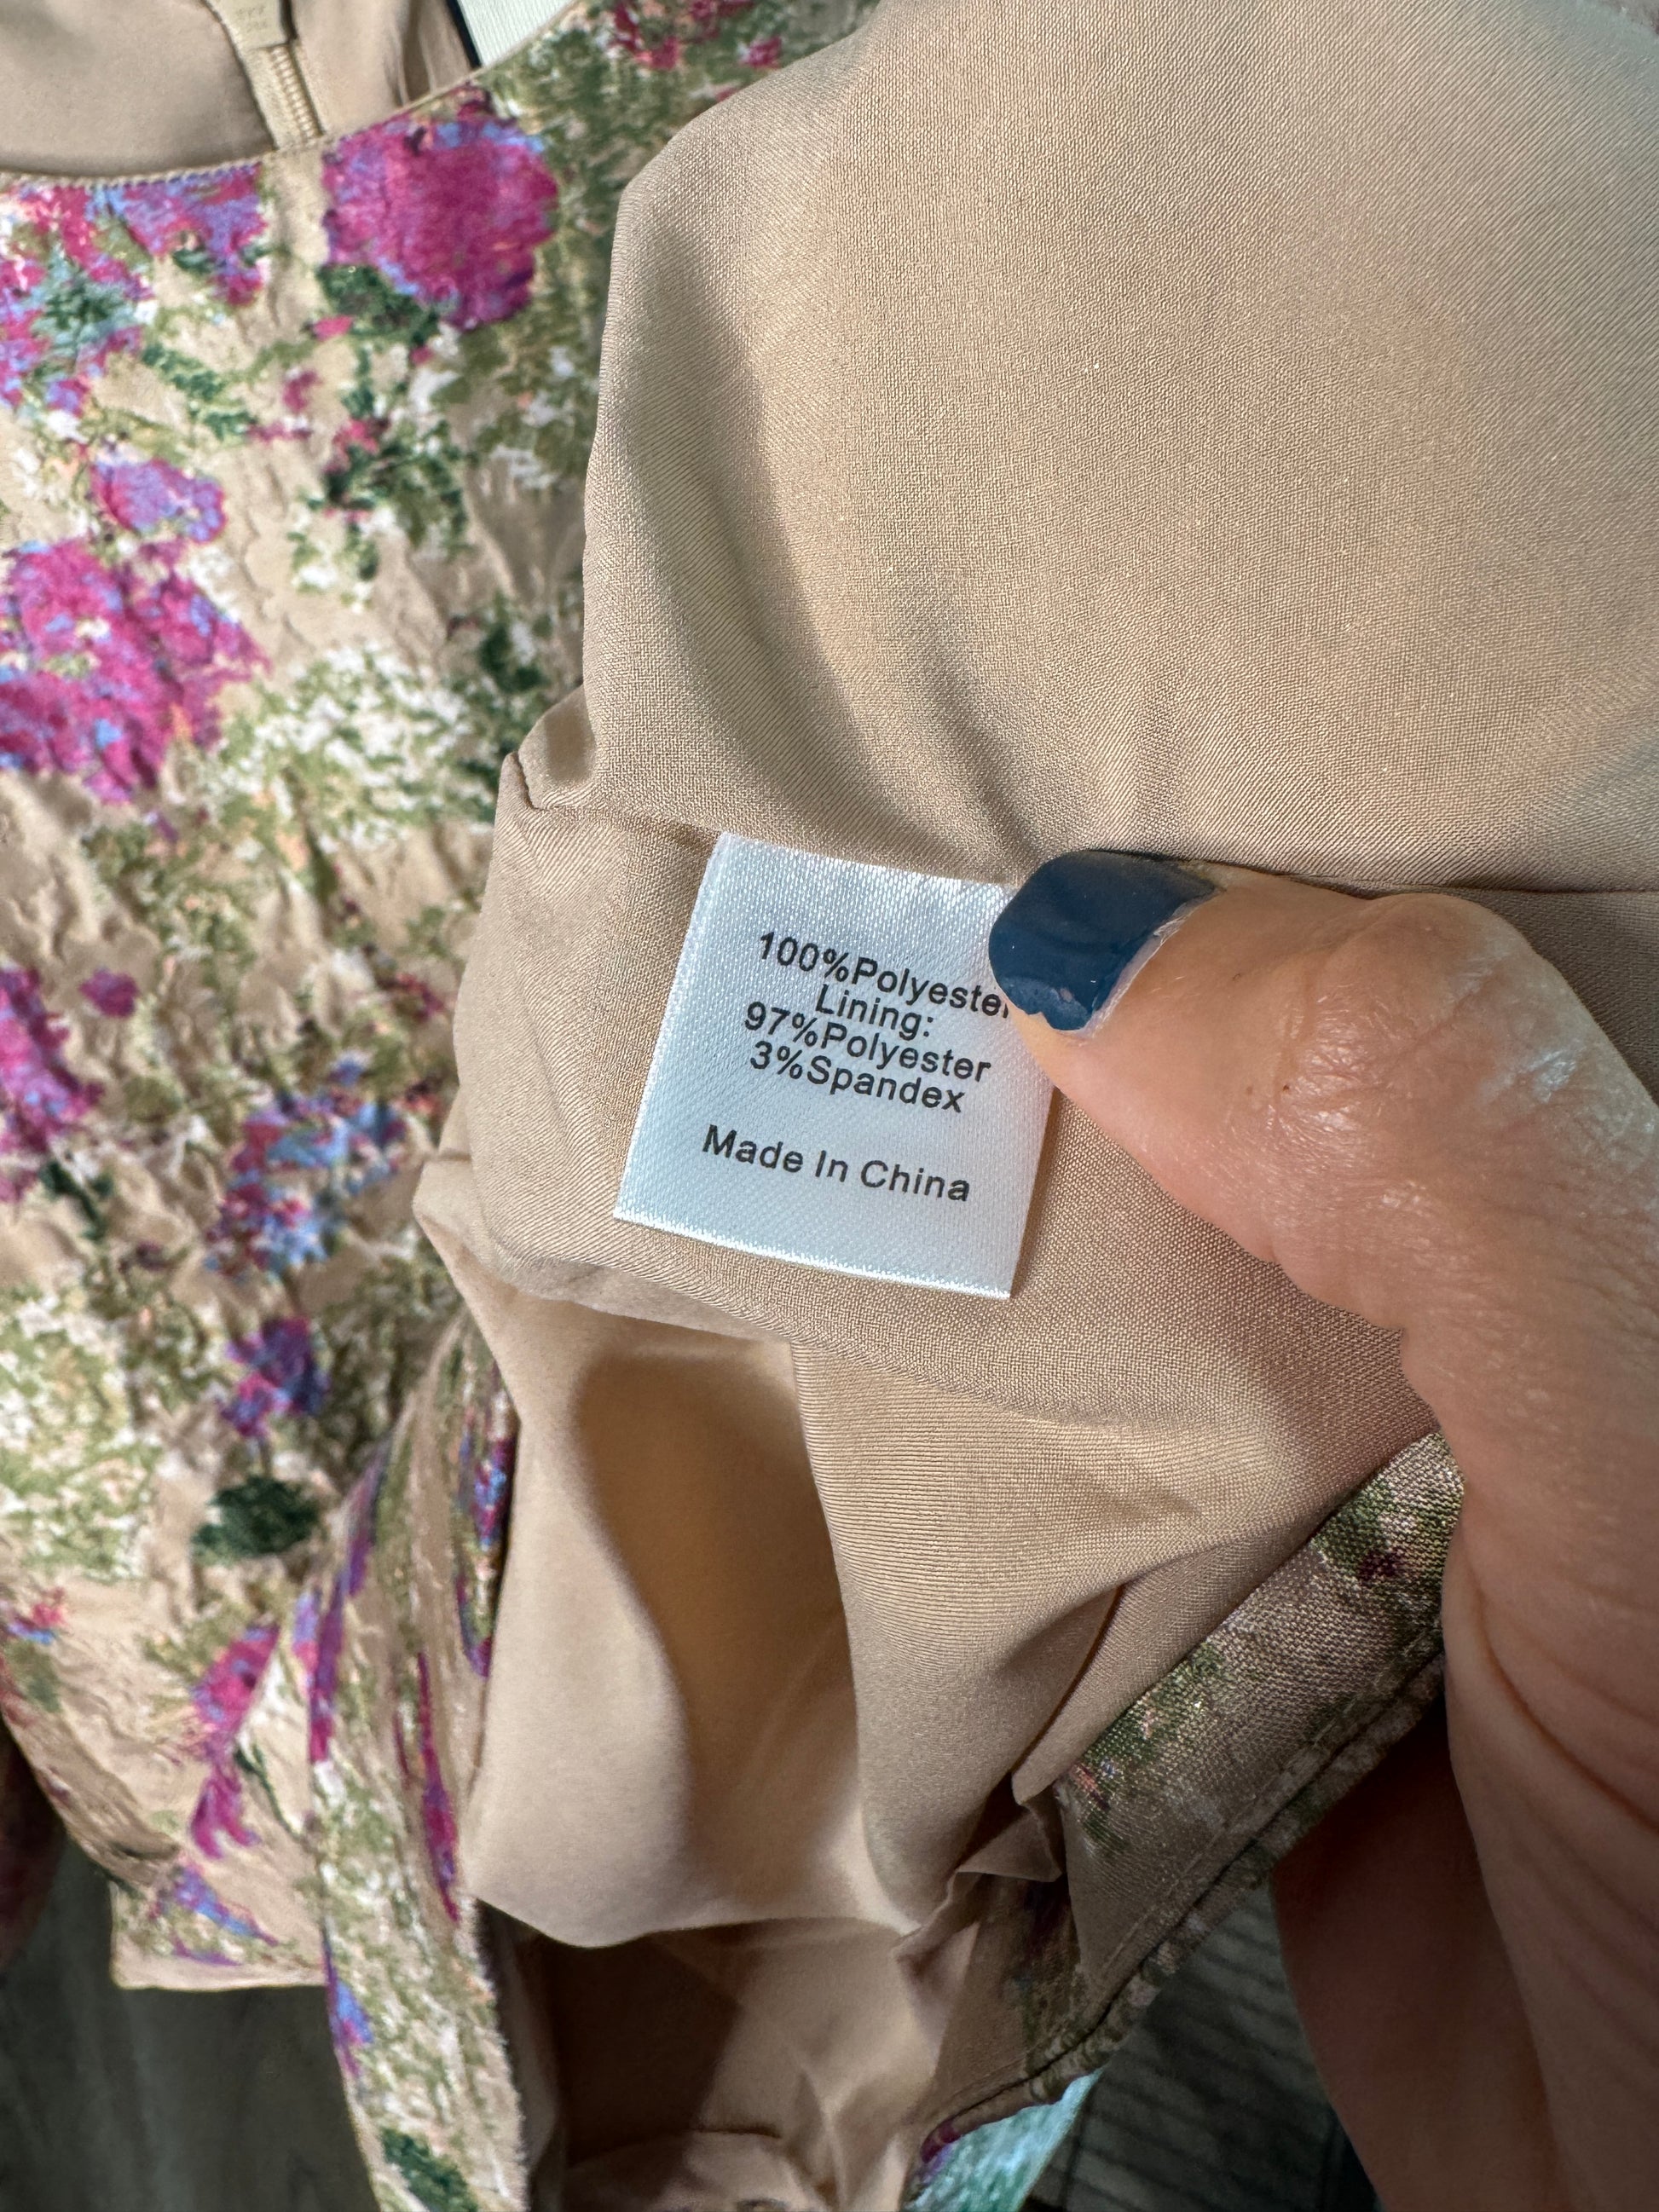 100%Polyester
Lining:
97%Polyester
3%Spandex
Made In China